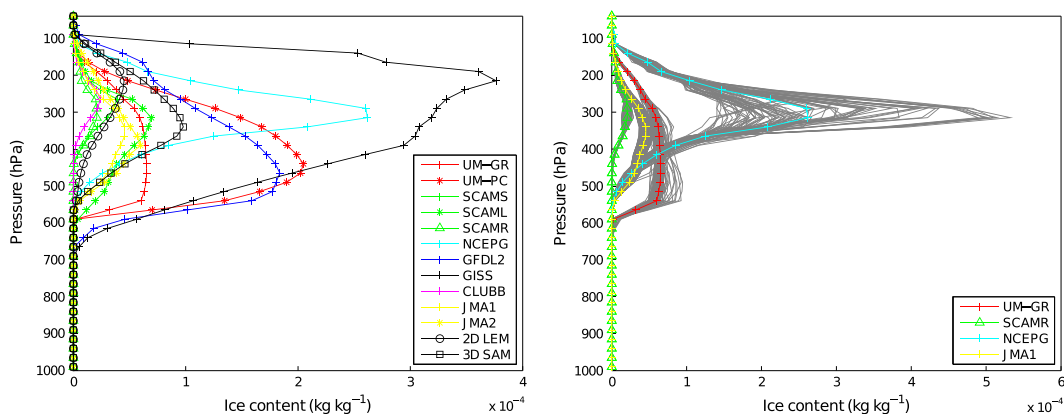 100
200
300
400
500
600
700
800
900
1000
Pressure (hPa)
0 1 2 3 4
x 10⁻⁴
Ice content (kg kg⁻¹)
UM−GR
UM−PC
SCAMS
SCAML
SCAMR
NCEPG
GFDL2
GISS
CLUBB
JMA1
JMA2
2D LEM
3D SAM
100
200
300
400
500
600
700
800
900
1000
Pressure (hPa)
0 1 2 3 4 5 6
x 10⁻⁴
Ice content (kg kg⁻¹)
UM−GR
SCAMR
NCEPG
JMA1